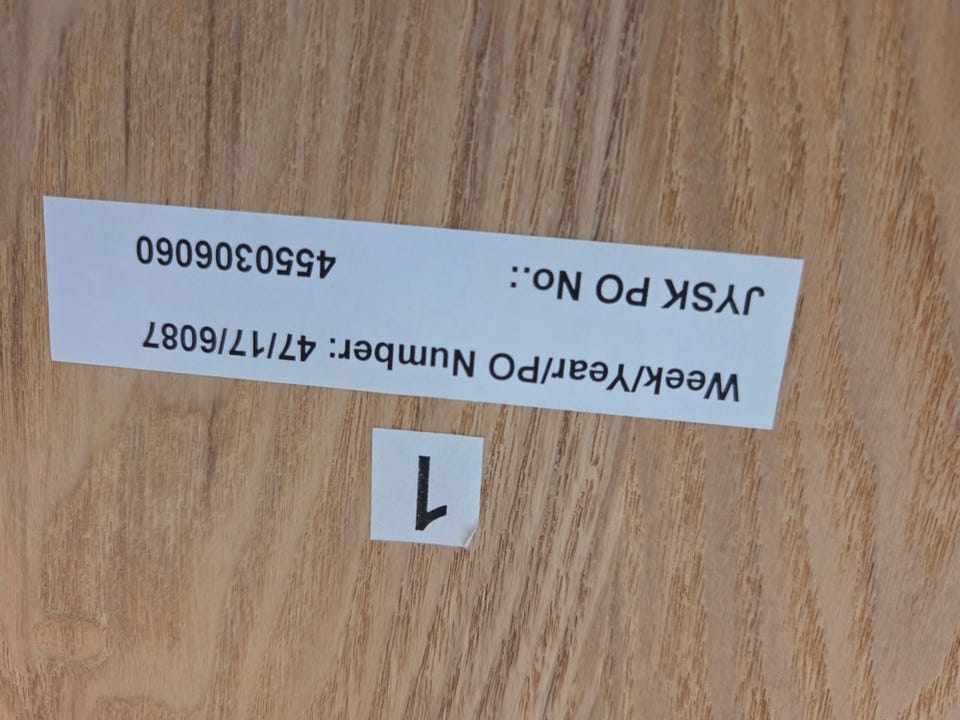 1
Week/Year/PO Number: 47/17/6087
JYSK PO No.: 4550306060